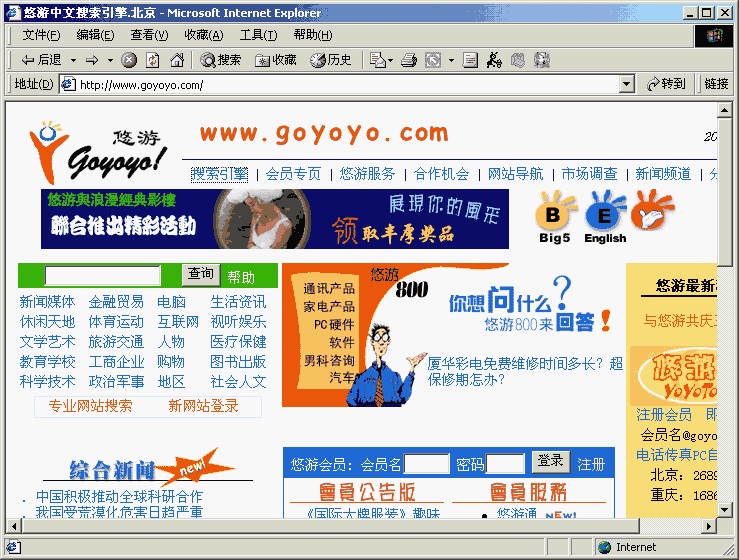 悠游中文搜索引擎.北京 - Microsoft Internet Explorer
文件(F) 编辑(E) 查看(V) 收藏(A) 工具(T) 帮助(H)
后退 搜索 收藏 历史
地址(D) http://www.goyoyo.com/ 转到 链接
悠游
Goyoyo!
www.goyoyo.com
20
搜索引擎 | 会员专页 | 悠游服务 | 合作机会 | 网站导航 | 市场调查 | 新闻频道 |
悠游與浪漫經典影樓
聯合推出精彩活動
展現你的風采
领取丰厚奖品
B E
Big5 English
查询 帮助
新闻媒体 金融贸易 电脑 生活资讯
休闲天地 体育运动 互联网 视听娱乐
文学艺术 旅游交通 人物 医疗保健
教育学校 工商企业 购物 图书出版
科学技术 政治军事 地区 社会人文
专业网站搜索 新网站登录
通讯产品
家电产品
PC硬件
软件
男科咨询
汽车
悠游
800
你想问什么?
悠游800来回答!
厦华彩电免费维修时间多长? 超
保修期怎办?
悠游最新
与悠游共庆
悠游
YoYoTo
注册会员 即
会员名@goyo
电话传真PC自
北京: 2689
重庆: 1686
综合新闻 new!
. 中国积极推动全球科研合作
. 我国受荒漠化危害日趋严重
悠游会员: 会员名 密码 登录 注册
會員公告版 會員服務
《国际大牌服装》趣味
● 悠游通 NEW!
Internet